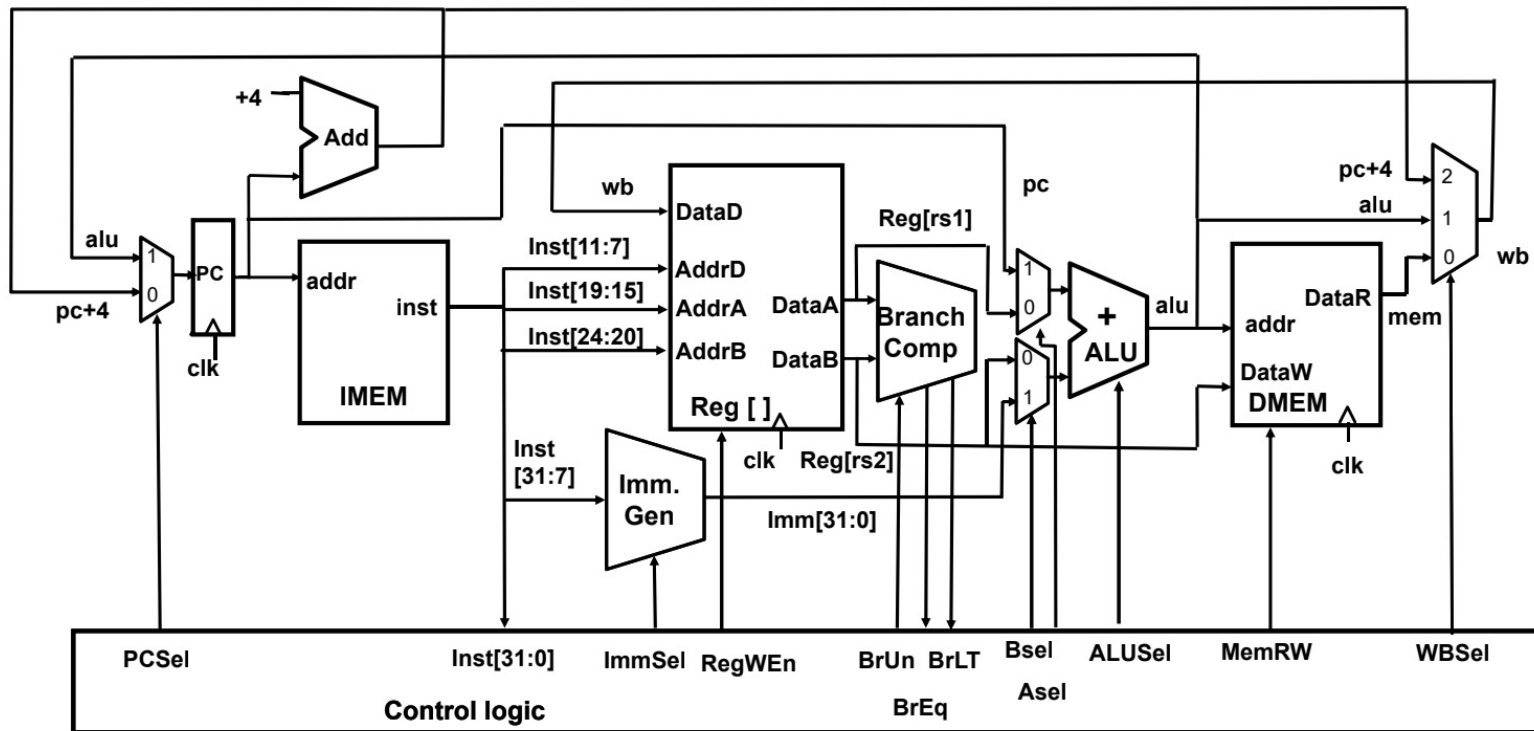 +4
Add
wb
DataD
pc
pc+4
2
alu
1
0
wb
Reg[rs1]
alu
1
0
pc+4
PC
clk
addr
inst
IMEM
Inst[11:7]
Inst[19:15]
Inst[24:20]
AddrD
AddrA
AddrB
DataA
DataB
Reg [ ]
clk
Branch
Comp
Reg[rs2]
1
0
0
1
+
ALU
alu
addr
DataR
mem
DataW
DMEM
clk
Inst
[31:7]
Imm.
Gen
Imm[31:0]
PCSel
Inst[31:0]
ImmSel
RegWEn
BrUn
BrLT
BrEq
Bsel
Asel
ALUSel
MemRW
WBSel
Control logic